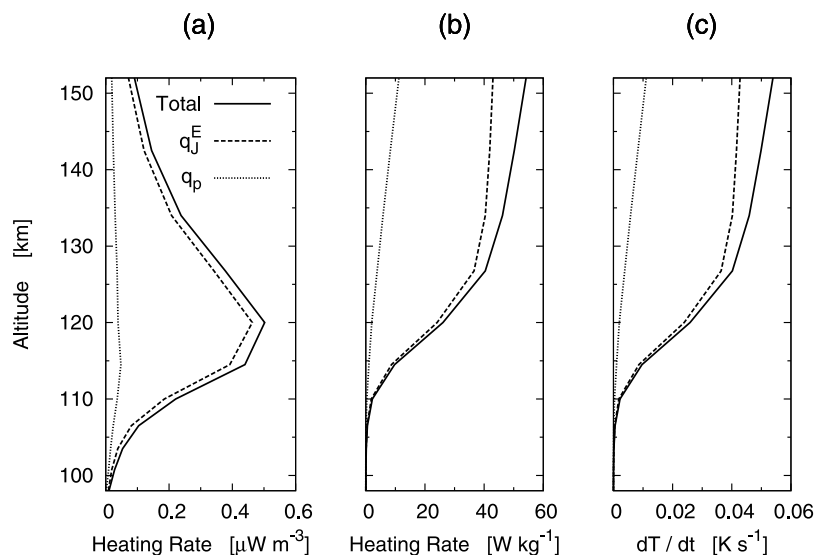 (a) (b) (c)
150
140
130
120
110
100
Altitude [km]
Total
q_J^E
q_p
0 0.2 0.4 0.6
0 20 40 60
0 0.02 0.04 0.06
Heating Rate [μW m⁻³]
Heating Rate [W kg⁻¹]
dT / dt [K s⁻¹]